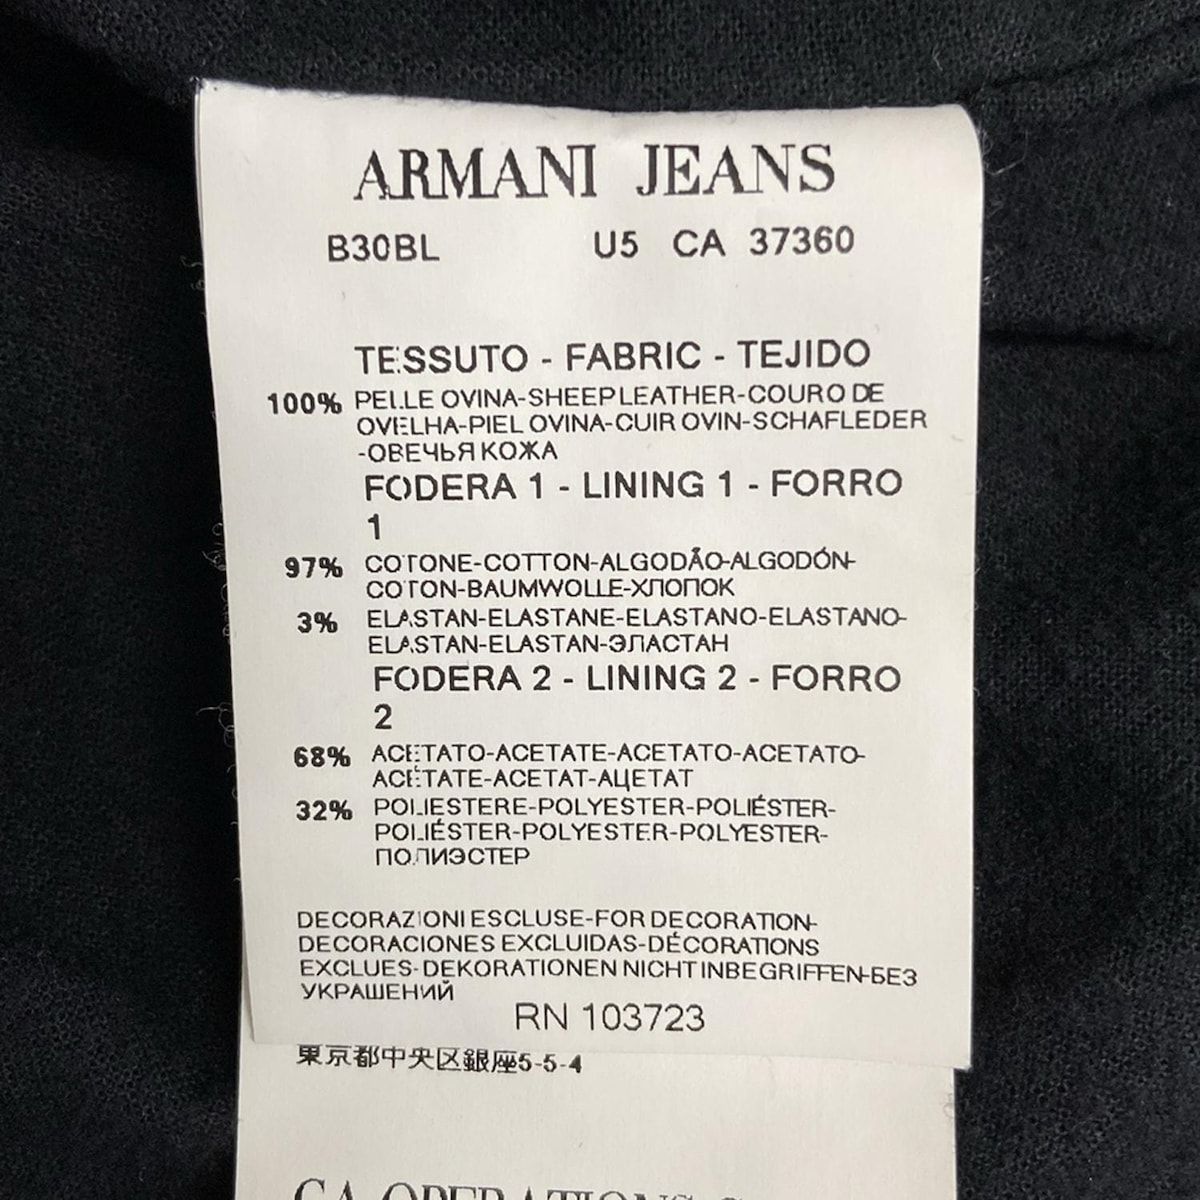 ARMANI JEANS
B30BL U5 CA 37360
TESSUTO - FABRIC - TEJIDO
100% PELLE OVINA-SHEEPLEATHER-COURO DE
OVELHA-PIEL OVINA-CUIR OVIN-SCHAFLEDER
-ОВЕЧЬЯ КОЖА
FODERA 1 - LINING 1 - FORRO
1
97% COTONE-COTTON-ALGODÃO-ALGODÓN-
COTON-BAUMWOLLE-ХЛОПОК
3% ELASTAN-ELASTANE-ELASTANO-ELASTANO-
ELASTAN-ELASTAN-ЭЛАСТАН
FODERA 2 - LINING 2 - FORRO
2
68% ACETATO-ACETATE-ACETATO-ACETATO-
ACÉTATE-ACETAT-АЦЕТАТ
32% POLIESTERE-POLYESTER-POLIÉSTER-
POLIÉSTER-POLYESTER-POLYESTER-
ПОЛИЭСТЕР
DECORAZIONI ESCLUSE-FOR DECORATION-
DECORACIONES EXCLUIDAS-DÉCORATIONS
EXCLUES-DEKORATIONEN NICHT INBEGRIFFEN-БЕЗ
УКРАШЕНИЙ
RN 103723
東京都中央区銀座5-5-4
GA OPERATIONS